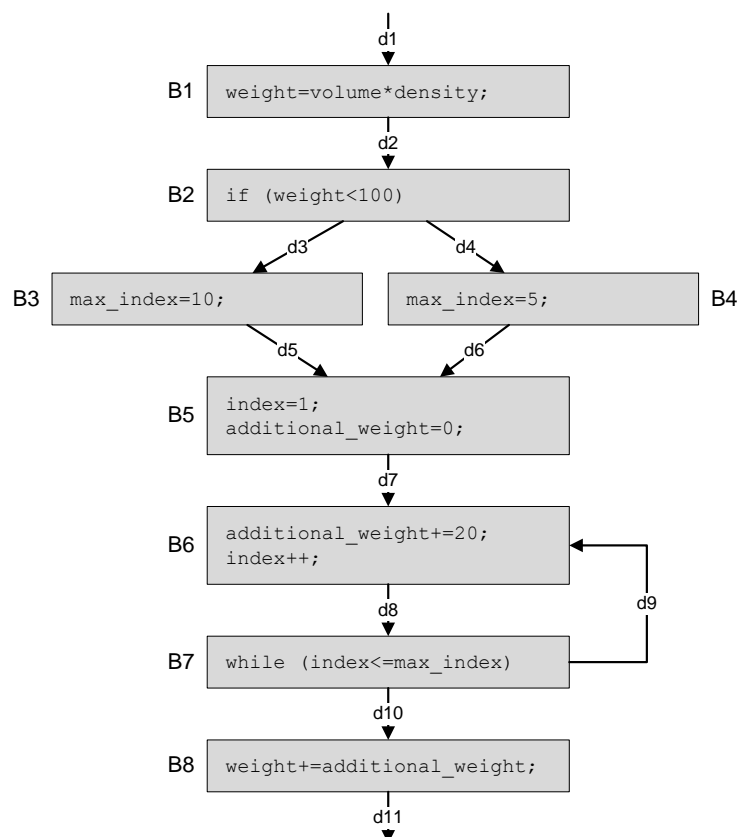 d1
B1
weight=volume*density;
d2
B2
if (weight<100)
d3
d4
B3
max_index=10;
max_index=5;
B4
d5
d6
B5
index=1;
additional_weight=0;
d7
B6
additional_weight+=20;
index++;
d9
d8
B7
while (index<=max_index)
d10
B8
weight+=additional_weight;
d11